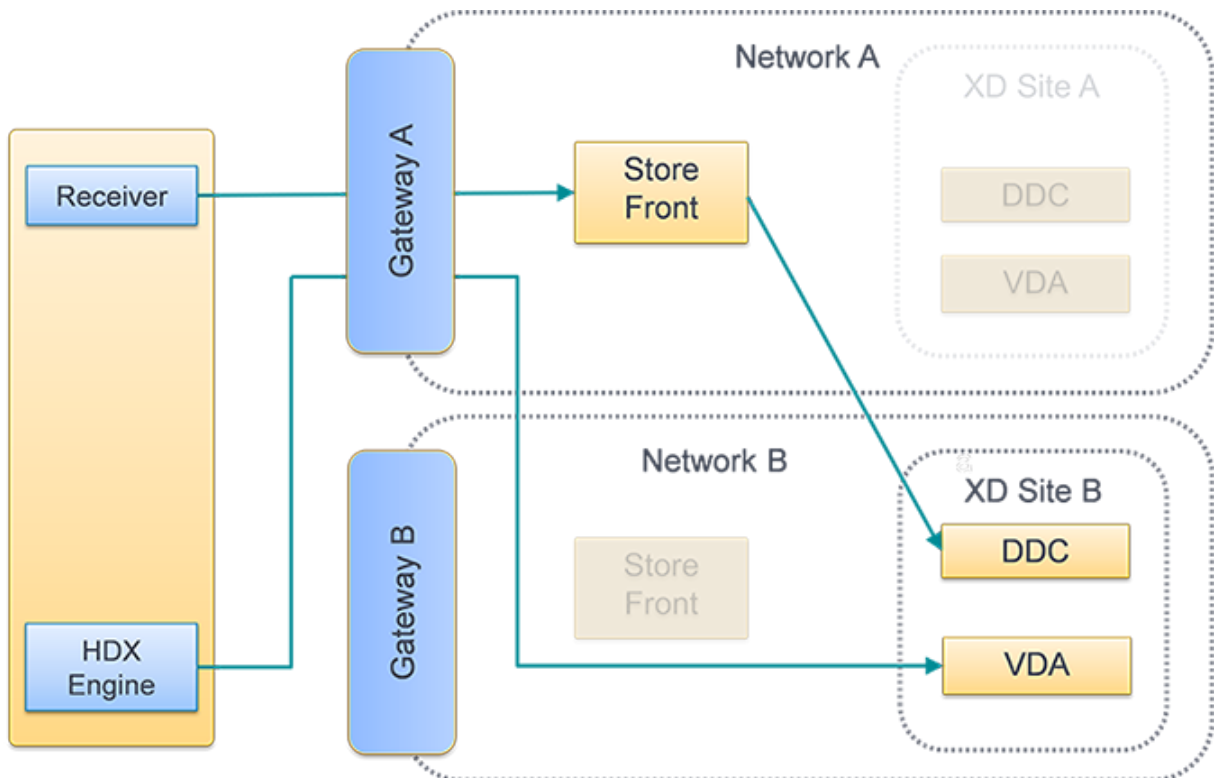 Network A
XD Site A
Gateway A
Receiver
Store
Front
DDC
VDA
Network B
XD Site B
Gateway B
Store
Front
DDC
VDA
HDX
Engine